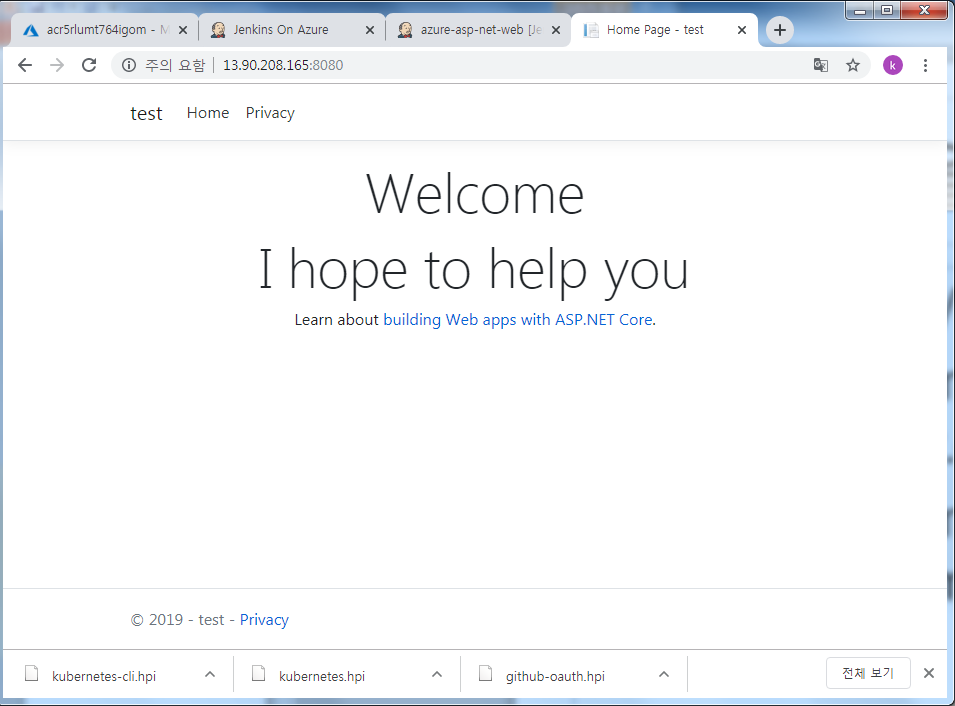 acr5rlumt764igom - M
Jenkins On Azure
azure-asp-net-web [Je
Home Page - test
주의 요함 | 13.90.208.165:8080
k
test Home Privacy
Welcome
I hope to help you
Learn about building Web apps with ASP.NET Core.
© 2019 - test - Privacy
kubernetes-cli.hpi
kubernetes.hpi
github-oauth.hpi
전체 보기